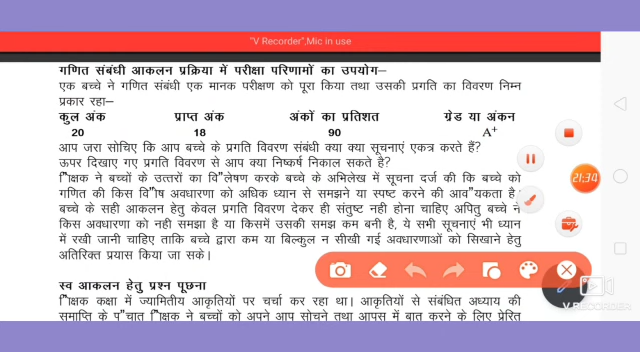 "V Recorder",Mic in use
गणित संबंधी आकलन प्रक्रिया में परीक्षा परिणामों का उपयोग–
एक बच्चे ने गणित संबंधी एक मानक परीक्षण को पूरा किया तथा उसकी प्रगति का विवरण निम्न
प्रकार रहा–
कुल अंक प्राप्त अंक अंकों का प्रतिशत ग्रेड या अंकन
20 18 90 A+
आप जरा सोचिए कि आप बच्चे के प्रगति विवरण संबंधी क्या क्या सूचनाएं एकत्र करते हैं?
ऊपर दिखाए गए प्रगति विवरण से आप क्या निष्कर्ष निकाल सकते है?
िाक्षक ने बच्चों के उत्तरों का वि"लेषण करके बच्चे के अभिलेख में सूचना दर्ज की कि बच्चे को
गणित की किस वि"ोष अवधारणा को अधिक ध्यान से समझने या स्पष्ट करने की आव"यकता है
बच्चे के सही आकलन हेतु केवल प्रगति विवरण देकर ही संतुष्ट नही होना चाहिए अपितु बच्चे ने
किस अवधारणा को नही समझा है या किसमें उसकी समझ कम बनी है, ये सभी सूचनाएं भी ध्यान
में रखी जानी चाहिए ताकि बच्चे द्वारा कम या बिल्कुल न सीखी गई अवधारणाओं को सिखाने हेतु
अतिरिक्त प्रयास किया जा सके।
स्व आकलन हेतु प्रश्न पूछना
िाक्षक कक्षा में ज्यामितीय आकृतियों पर चर्चा कर रहा था। आकृतियों से संबंधित अध्याय की
समाप्ति के प"चात िाक्षक ने बच्चों को अपने आप सोचने तथा आपस में बात करने के लिए प्रेरित
21:34
V RECORDER